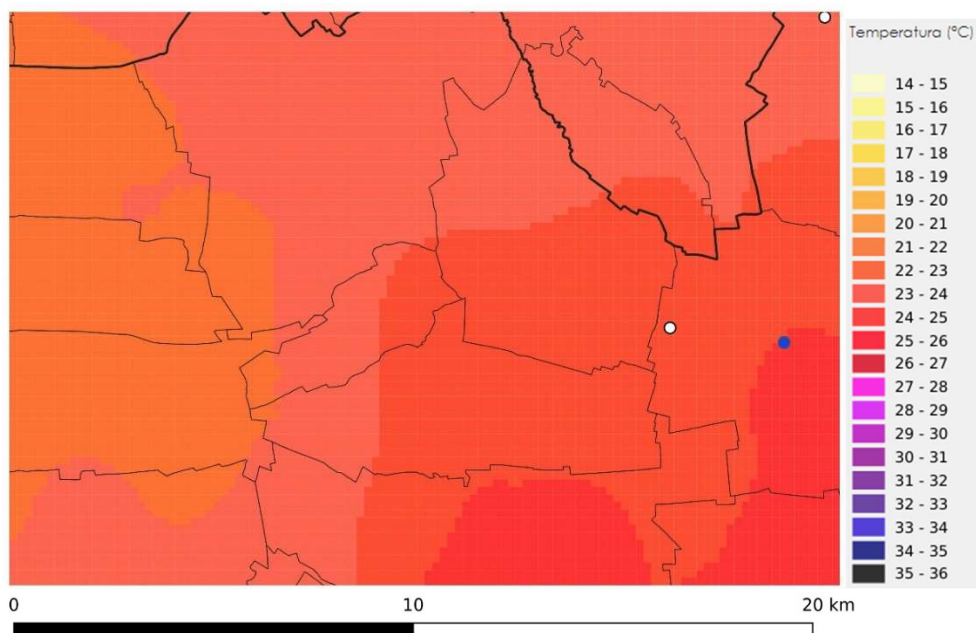 Temperatura (°C)
14 - 15
15 - 16
16 - 17
17 - 18
18 - 19
19 - 20
20 - 21
21 - 22
22 - 23
23 - 24
24 - 25
25 - 26
26 - 27
27 - 28
28 - 29
29 - 30
30 - 31
31 - 32
32 - 33
33 - 34
34 - 35
35 - 36
0 10 20 km